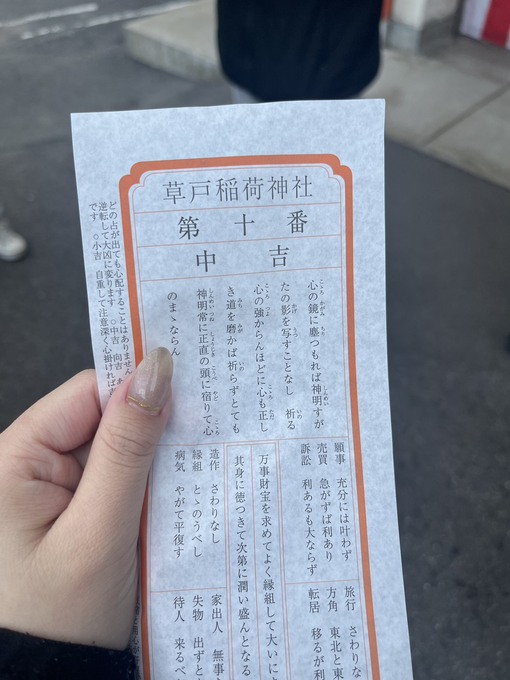 草戸稲荷神社
第十番
中吉
心の鏡に塵つもれば神明すが
たの影を写すことなし　祈る
心の強からんほどに心も正し
き道を磨かば祈らずとても
神明常に正直の頭に宿りて心
のまゝならん
願事　充分には叶わず
売買　急がず利あり
訴訟　利あるも大ならず
万事財宝を求めてよく縁組して大いに
其身に徳つきて次第に潤い盛んとなる
造作　さわりなし
縁組　とゝのうべし
病気　やがて平復す
旅行　さわりな
方角　東北と東
転居　移るが利
家出人　無事
失物　出ずと
待人　来るべ
どの占が出ても心配することはありません
逆転して大凶に変ります　○中吉　向吉
です　○小吉　自重して注意深く心掛ければ